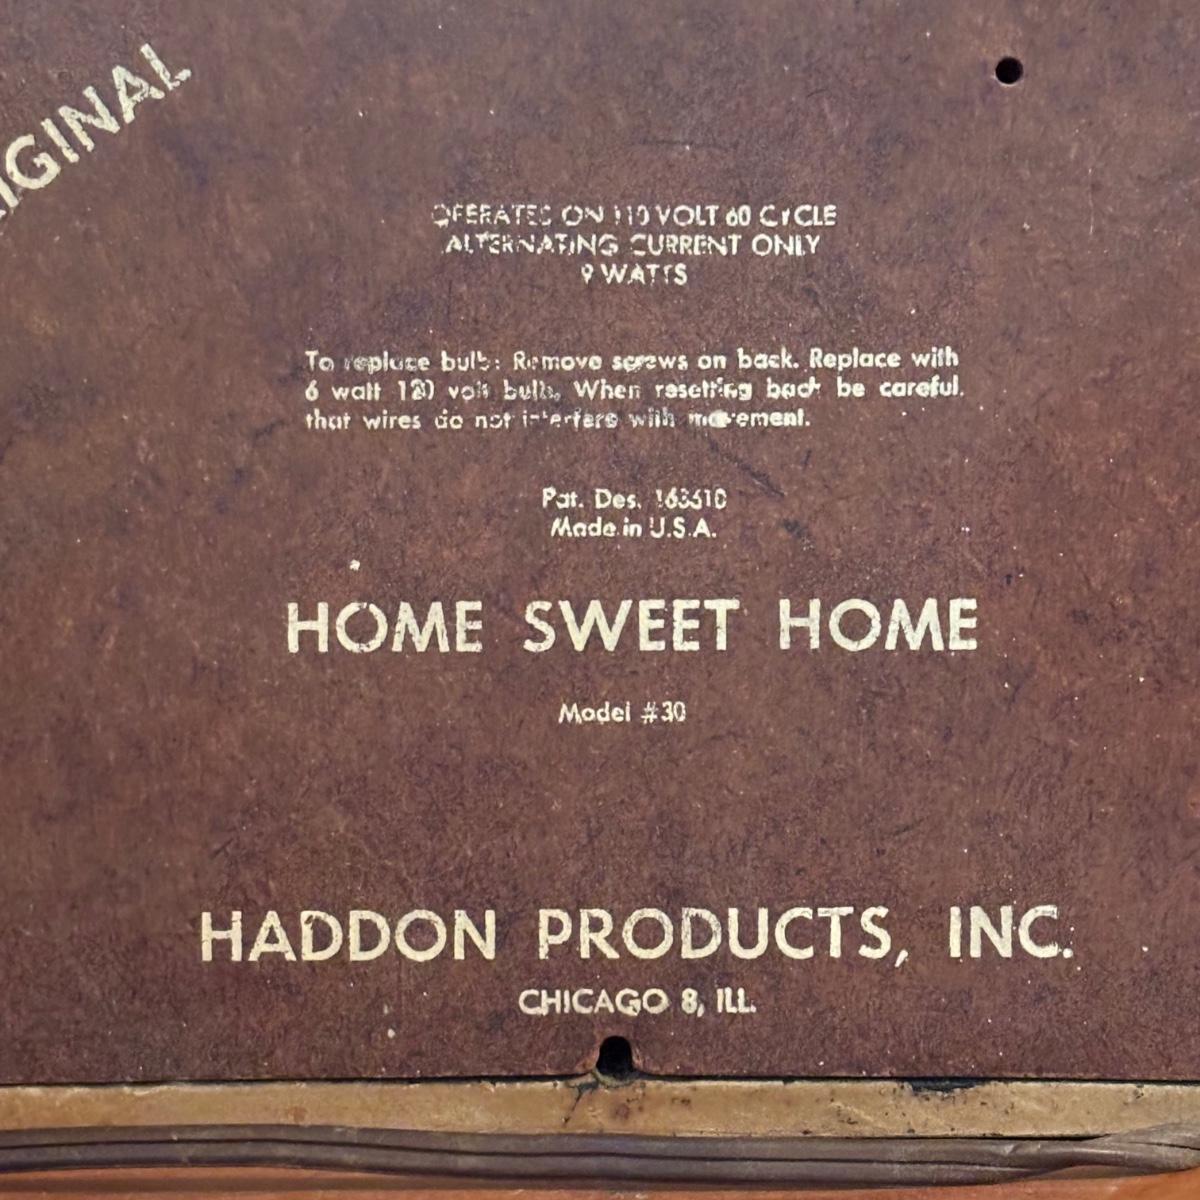 IGINAL
OPERATES ON 110 VOLT 60 CYCLE
ALTERNATING CURRENT ONLY
9 WATTS
To replace bulb: Remove screws on back. Replace with
6 watt 120 volt bulb. When resetting back be careful
that wires do not interfere with movement.
Pat. Des. 163610
Made in U.S.A.
HOME SWEET HOME
Model #30
HADDON PRODUCTS, INC.
CHICAGO 8, ILL.